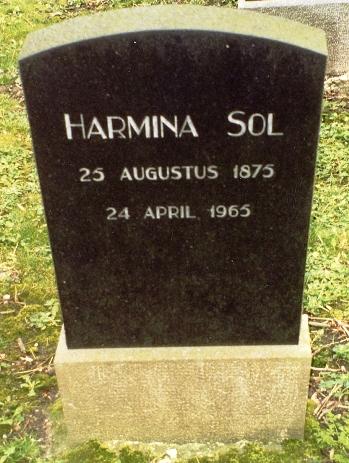 HARMINA SOL
25 AUGUSTUS 1875
24 APRIL 1965